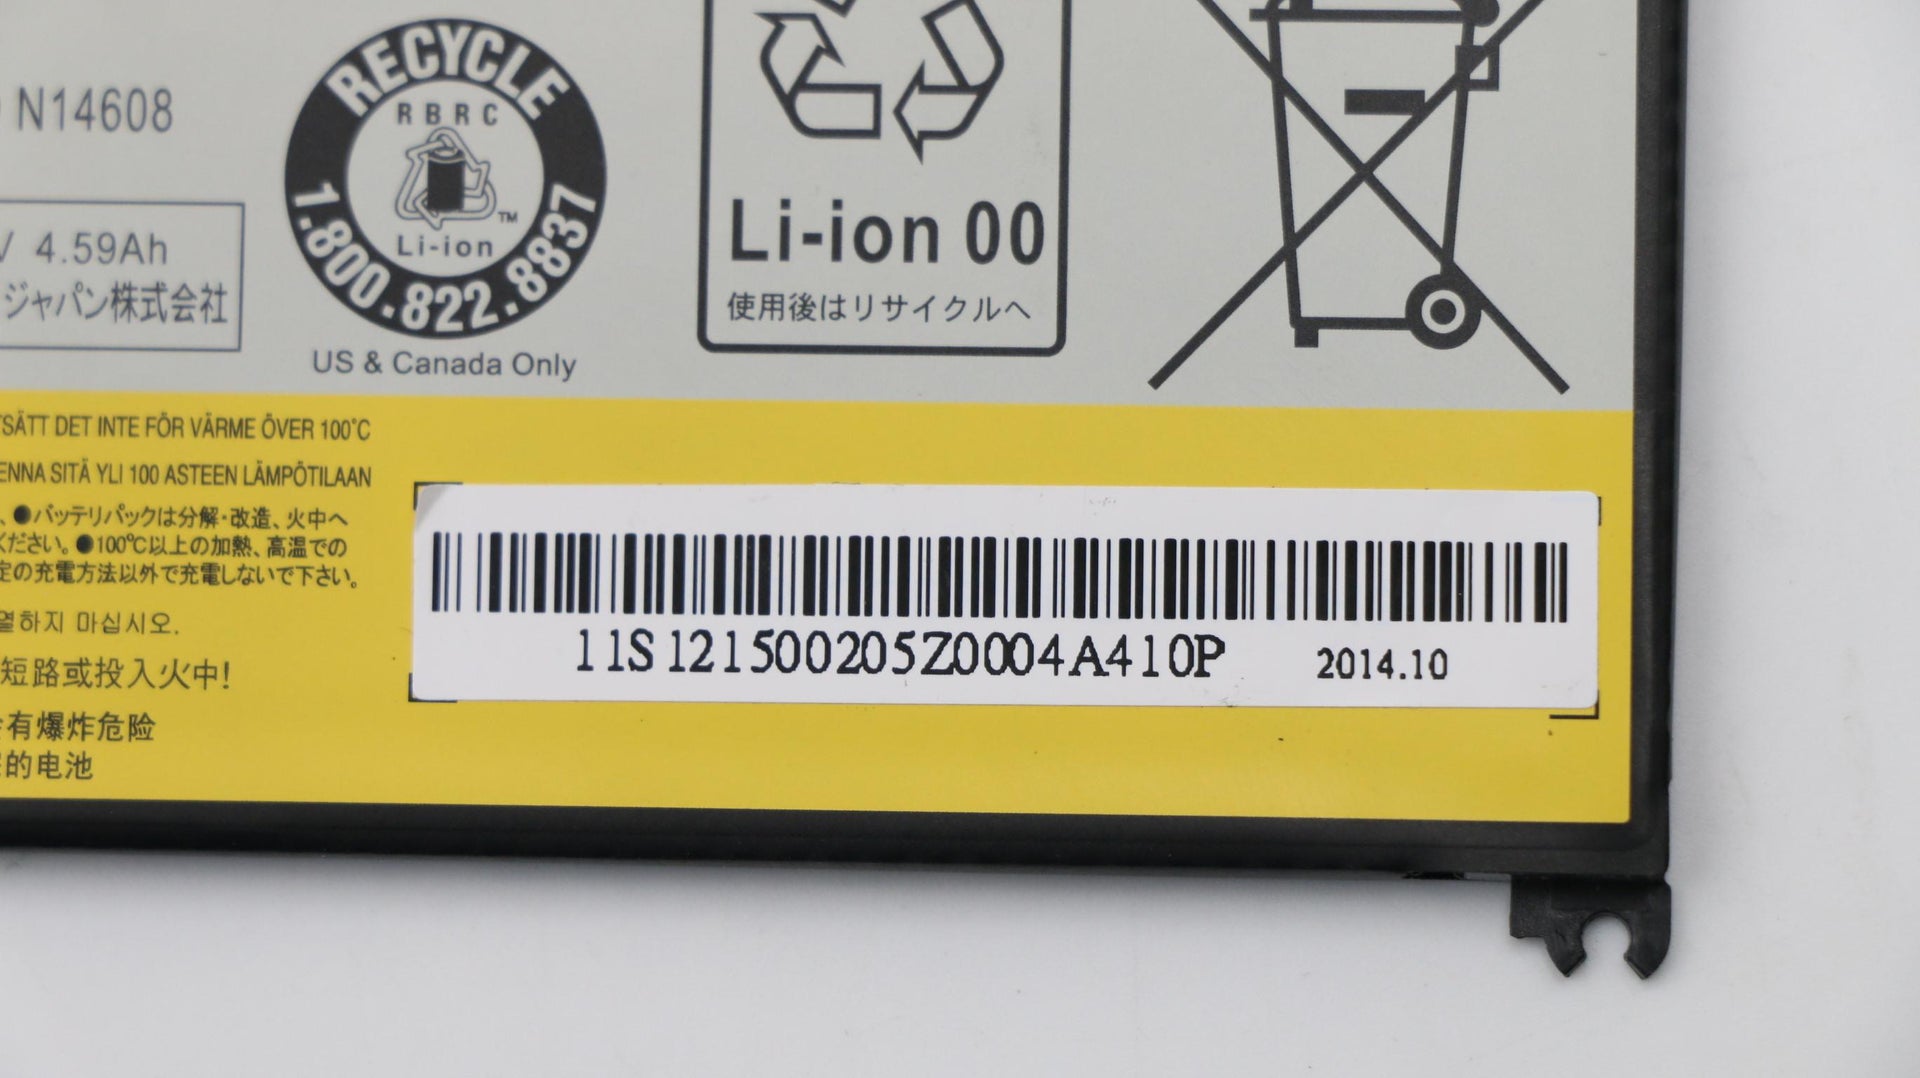 N14608
4.59Ah
ジャパン株式会社
RECYCLE
RBRC
TM
Li-ion
1.800.822.8837
US & Canada Only
Li-ion 00
使用後はリサイクルへ
DET INTE FÖR VÄRME ÖVER 100°C
SITÄ YLI 100 ASTEEN LÄMPÖTILAAN
、●バッテリパックは分解・改造、火中へ
ください。●100℃以上の加熱、高温での
の充電方法以外で充電しないで下さい。
하지 마십시오.
短路或投入火中!
有爆炸危险
的电池
11S121500205Z0004A410P
2014.10